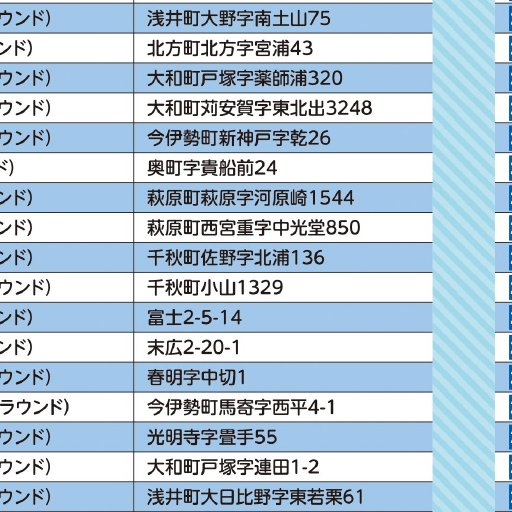 ウンド) 浅井町大野字南土山75
ンド) 北方町北方字宮浦43
ウンド) 大和町戸塚字薬師浦320
ウンド) 大和町苅安賀字東北出3248
ウンド) 今伊勢町新神戸字乾26
ド) 奥町字貴船前24
ンド) 萩原町萩原字河原崎1544
ンド) 萩原町西宮重字中光堂850
ンド) 千秋町佐野字北浦136
ウンド) 千秋町小山1329
ンド) 富士2-5-14
ンド) 末広2-20-1
ウンド) 春明字中切1
ラウンド) 今伊勢町馬寄字西平4-1
ウンド) 光明寺字畳手55
ウンド) 大和町戸塚字連田1-2
ウンド) 浅井町大日比野字東若栗61